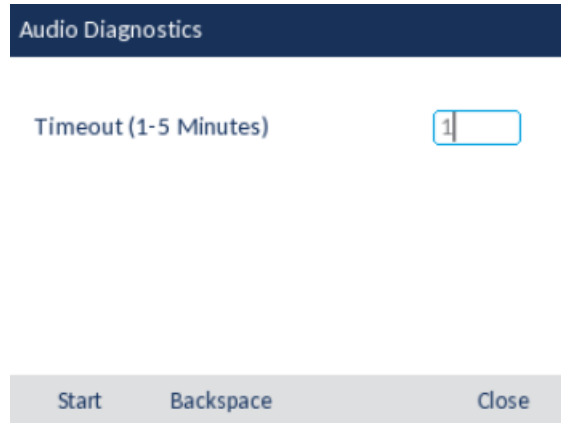 Audio Diagnostics
Timeout (1-5 Minutes) 1
Start Backspace Close